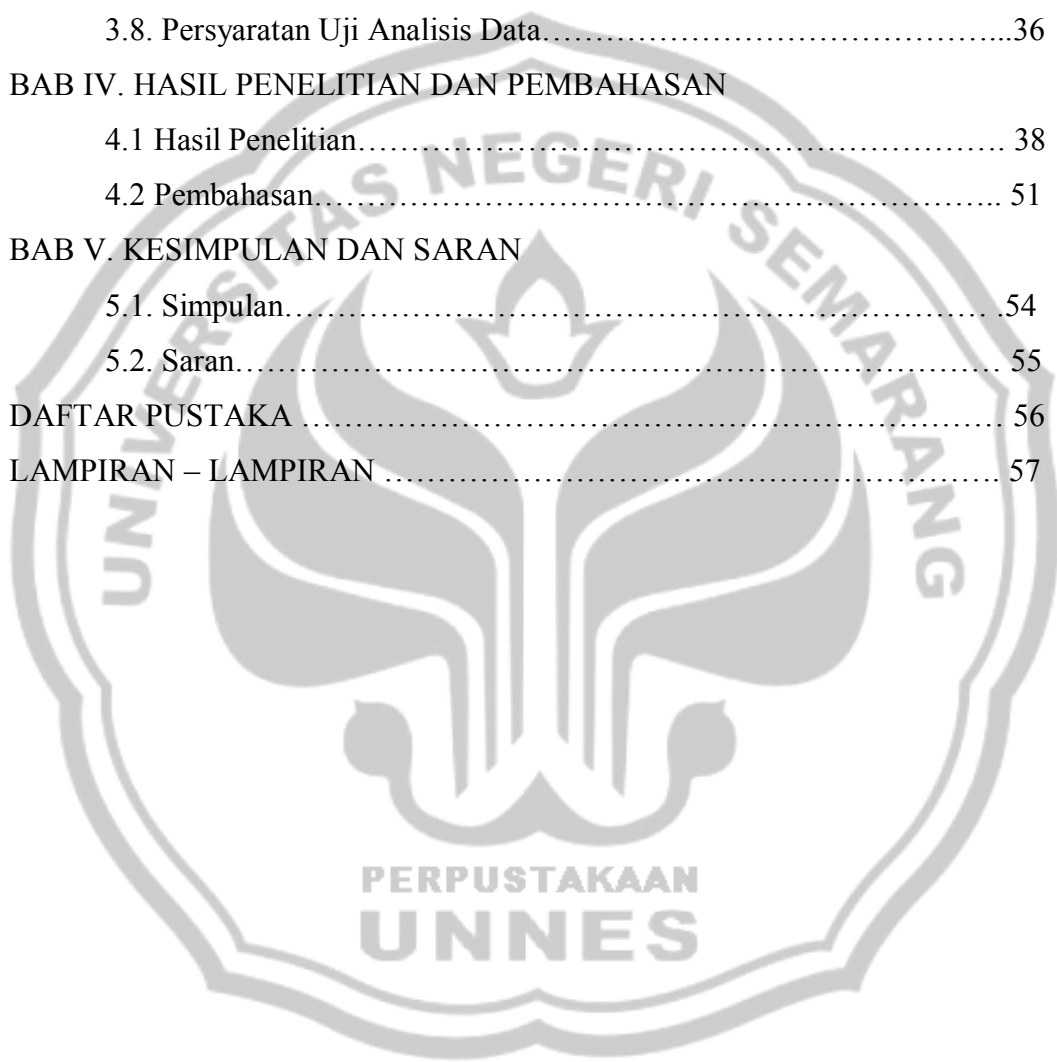 3.8. Persyaratan Uji Analisis Data…………………………………...36
BAB IV. HASIL PENELITIAN DAN PEMBAHASAN
4.1 Hasil Penelitian………………………………………………………. 38
4.2 Pembahasan………………………………………………………….. 51
BAB V. KESIMPULAN DAN SARAN
5.1. Simpulan…………………………………………………………… .54
5.2. Saran………………………………………………………………… 55
DAFTAR PUSTAKA …………………………………………………………… 56
LAMPIRAN – LAMPIRAN ……………………………………………………. 57
UNIVERSITAS NEGERI SEMARANG
PERPUSTAKAAN
UNNES